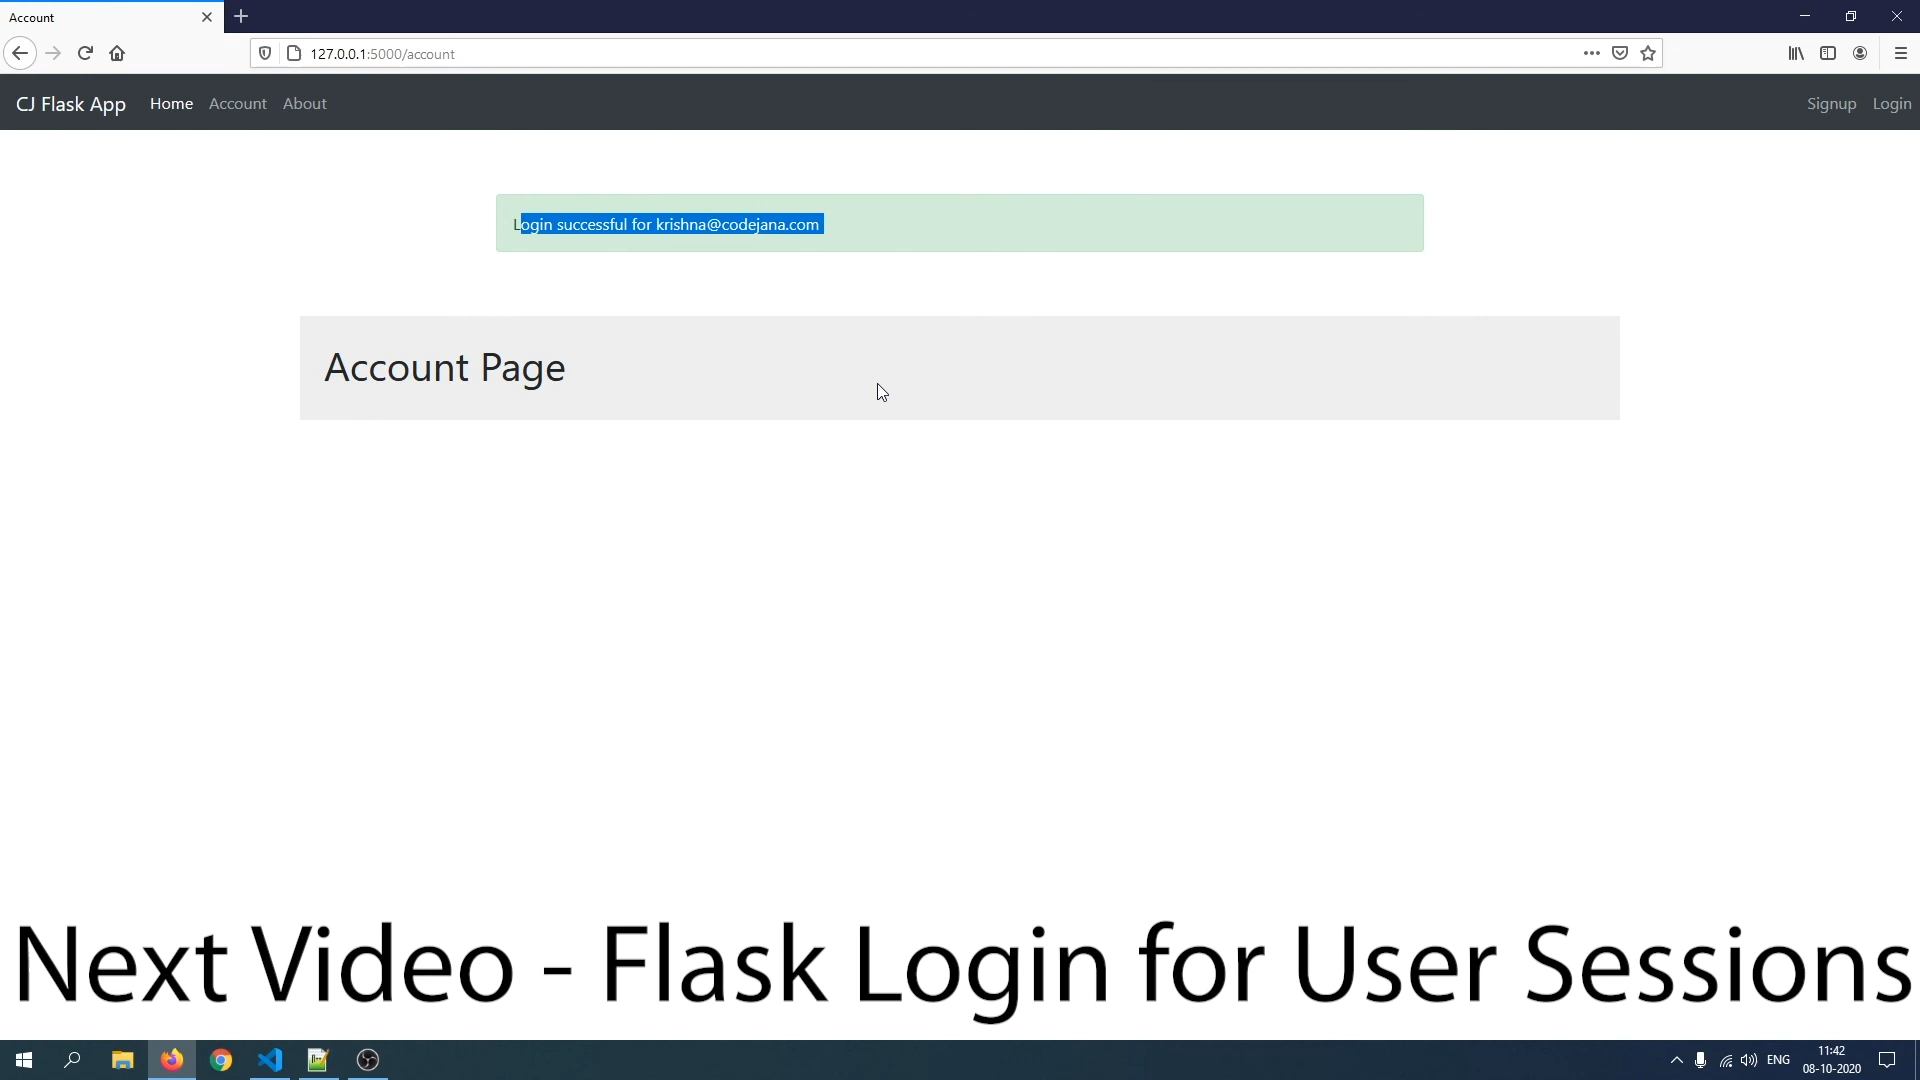 Account
127.0.0.1:5000/account
CJ Flask App Home Account About Signup Login
Login successful for krishna@codejana.com
Account Page
Next Video - Flask Login for User Sessions
ENG
11:42
08-10-2020